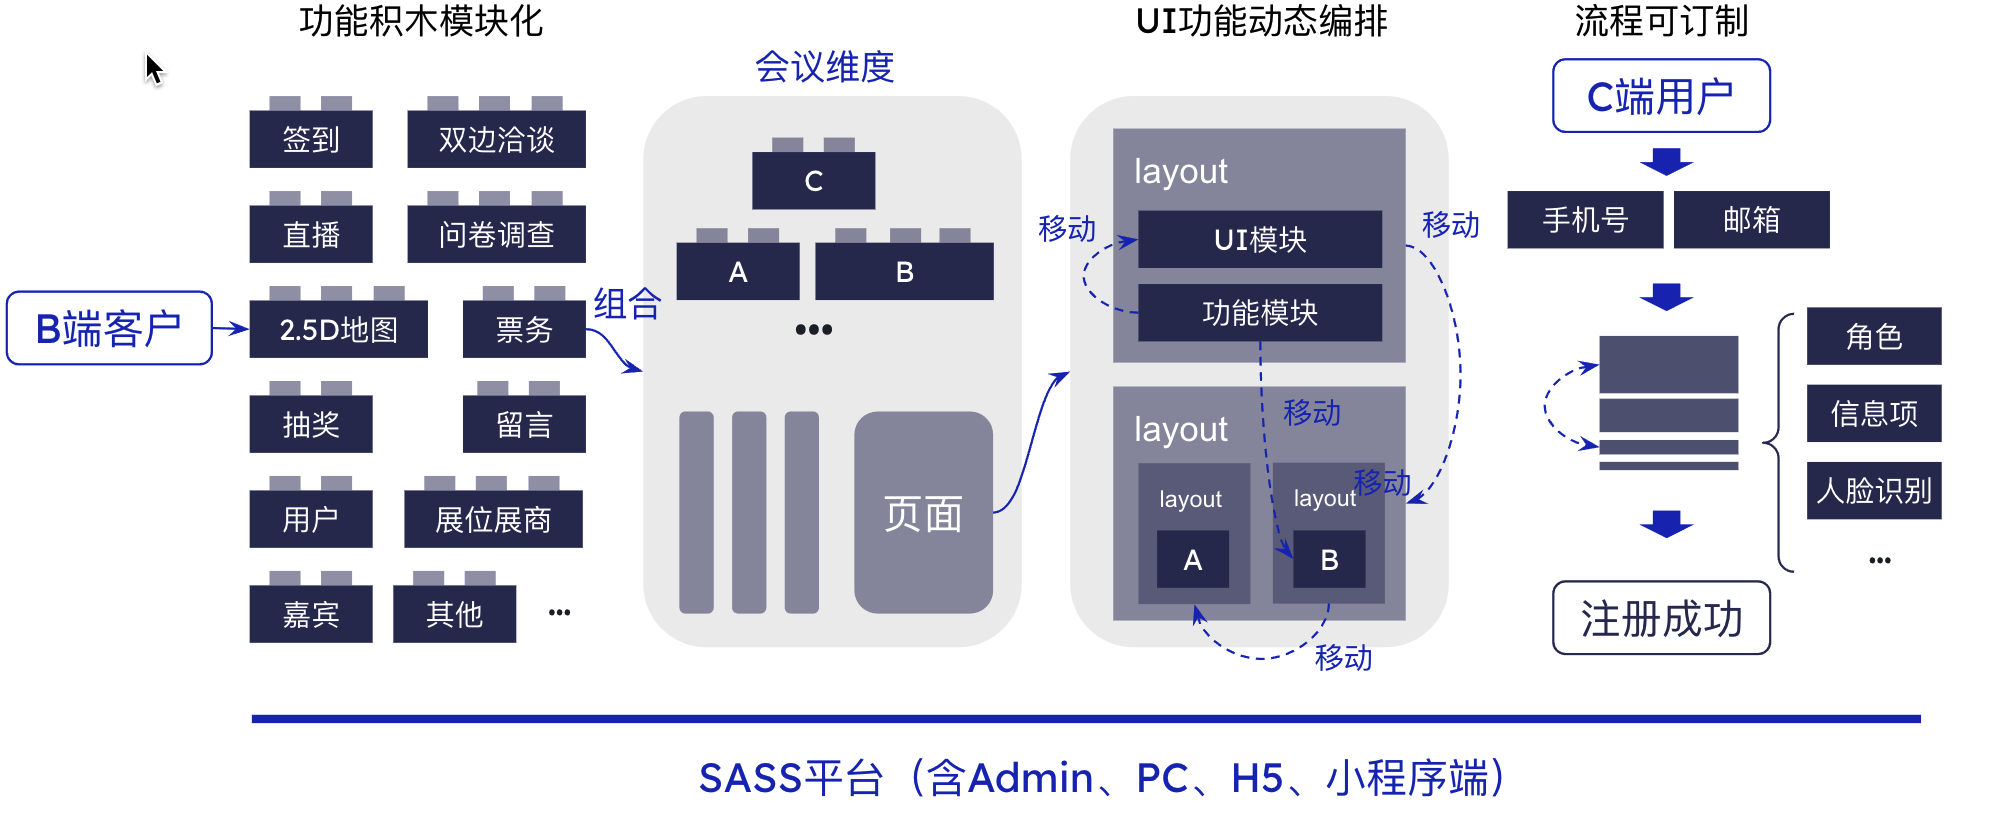 功能积木模块化
UI功能动态编排
流程可订制
会议维度
B端客户
签到
双边洽谈
直播
问卷调查
2.5D地图
票务
抽奖
留言
用户
展位展商
嘉宾
其他
•••
组合
C
A
B
•••
页面
layout
UI模块
功能模块
移动
移动
layout
移动
移动
layout
A
layout
B
移动
C端用户
手机号
邮箱
角色
信息项
人脸识别
•••
注册成功
SASS平台（含Admin、PC、H5、小程序端）